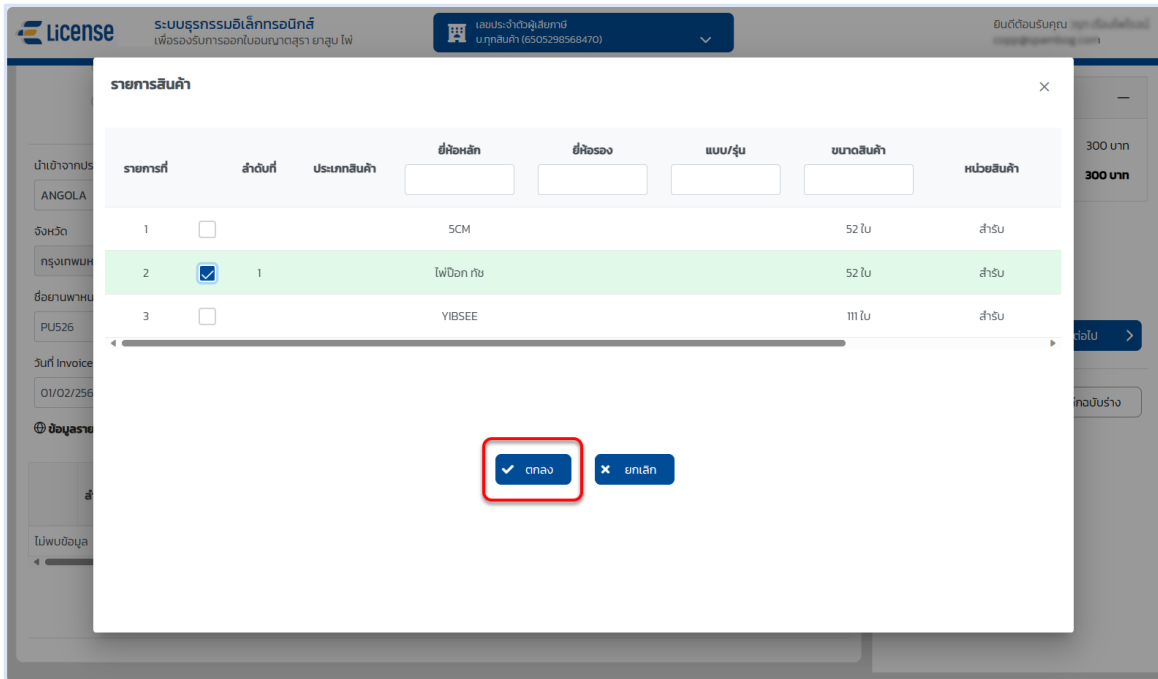 License
ระบบธุรกรรมอิเล็กทรอนิกส์
เพื่อรองรับการออกใบอนุญาตสุรา ยาสูบ ไพ่
เลขประจำตัวผู้เสียภาษี
บ.ทุกสินค้า (6505298568470)
ยินดีต้อนรับคุณ
รายการสินค้า
รายการที่ ลำดับที่ ประเภทสินค้า ยี่ห้อหลัก ยี่ห้อรอง แบบ/รุ่น ขนาดสินค้า หน่วยสินค้า
1 5CM 52 ใบ สำรับ
2 1 ไพ่ป๊อก ทัช 52 ใบ สำรับ
3 YIBSEE 111 ใบ สำรับ
ตกลง ยกเลิก
นำเข้าจากประ
ANGOLA
จังหวัด
กรุงเทพมห
ชื่อยานพาหน
PU526
วันที่ Invoice
01/02/256
ข้อมูลราย
ลำ
ไม่พบข้อมูล
300 บาท
300 บาท
ต่อไป
ึกฉบับร่าง